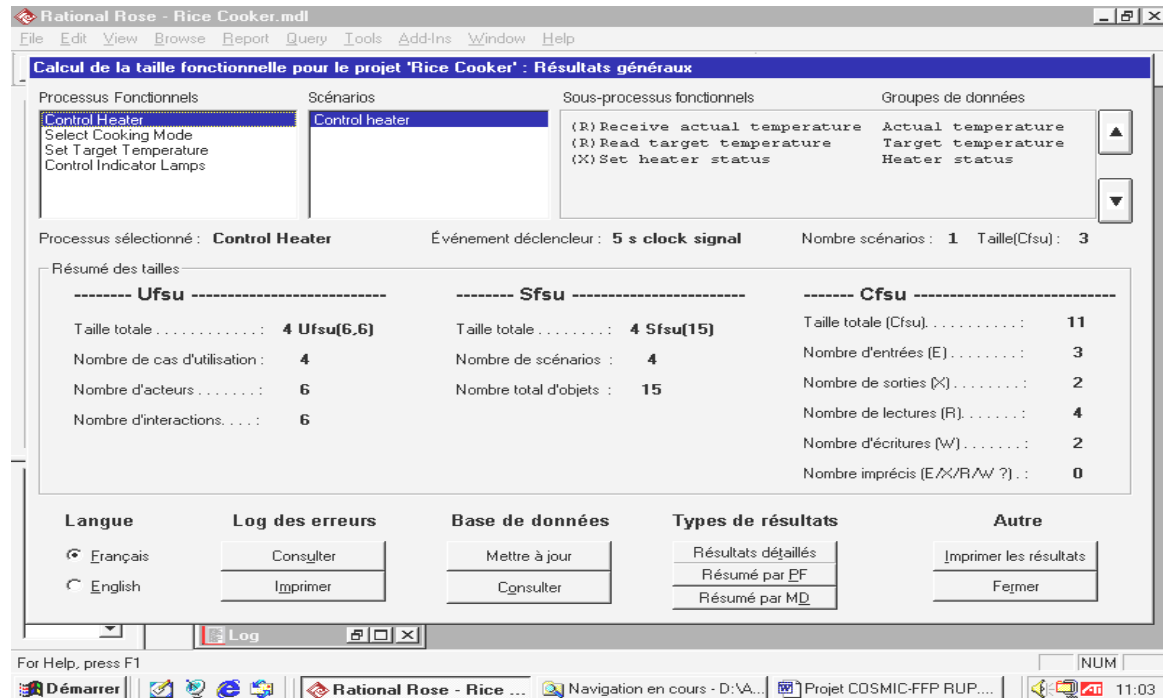 Rational Rose - Rice Cooker.mdl
File Edit View Browse Report Query Tools Add-Ins Window Help
Calcul de la taille fonctionnelle pour le projet 'Rice Cooker' : Résultats généraux
Processus Fonctionnels Scénarios Sous-processus fonctionnels Groupes de données
Control Heater Control heater (R)Receive actual temperature Actual temperature
Select Cooking Mode (R)Read target temperature Target temperature
Set Target Temperature (X)Set heater status Heater status
Control Indicator Lamps
Processus sélectionné : Control Heater Événement déclencheur : 5 s clock signal Nombre scénarios : 1 Taille(Cfsu) : 3
Résumé des tailles
-------- Ufsu --------------------------- -------- Sfsu ------------------------ ------- Cfsu ----------------------------
Taille totale . . . . . . . . . . . . : 4 Ufsu(6,6) Taille totale . . . . . . . . : 4 Sfsu(15) Taille totale (Cfsu). . . . . . . . . . . : 11
Nombre de cas d'utilisation : 4 Nombre de scénarios : 4 Nombre d'entrées (E) . . . . . . . . : 3
Nombre d'acteurs . . . . . . . : 6 Nombre total d'objets : 15 Nombre de sorties (X) . . . . . . . . : 2
Nombre d'interactions. . . . : 6 Nombre de lectures (R). . . . . . : 4
Nombre d'écritures (W) . . . . . . . : 2
Nombre imprécis (E/X/R/W ?) . : 0
Langue Log des erreurs Base de données Types de résultats Autre
Français Consulter Mettre à jour Résultats détaillés Imprimer les résultats
English Imprimer Consulter Résumé par PF Fermer
Résumé par MD
Log
For Help, press F1 NUM
Démarrer Rational Rose - Rice ... Navigation en cours - D:\A... Projet COSMIC-FFP RUP.... ATI 11:03